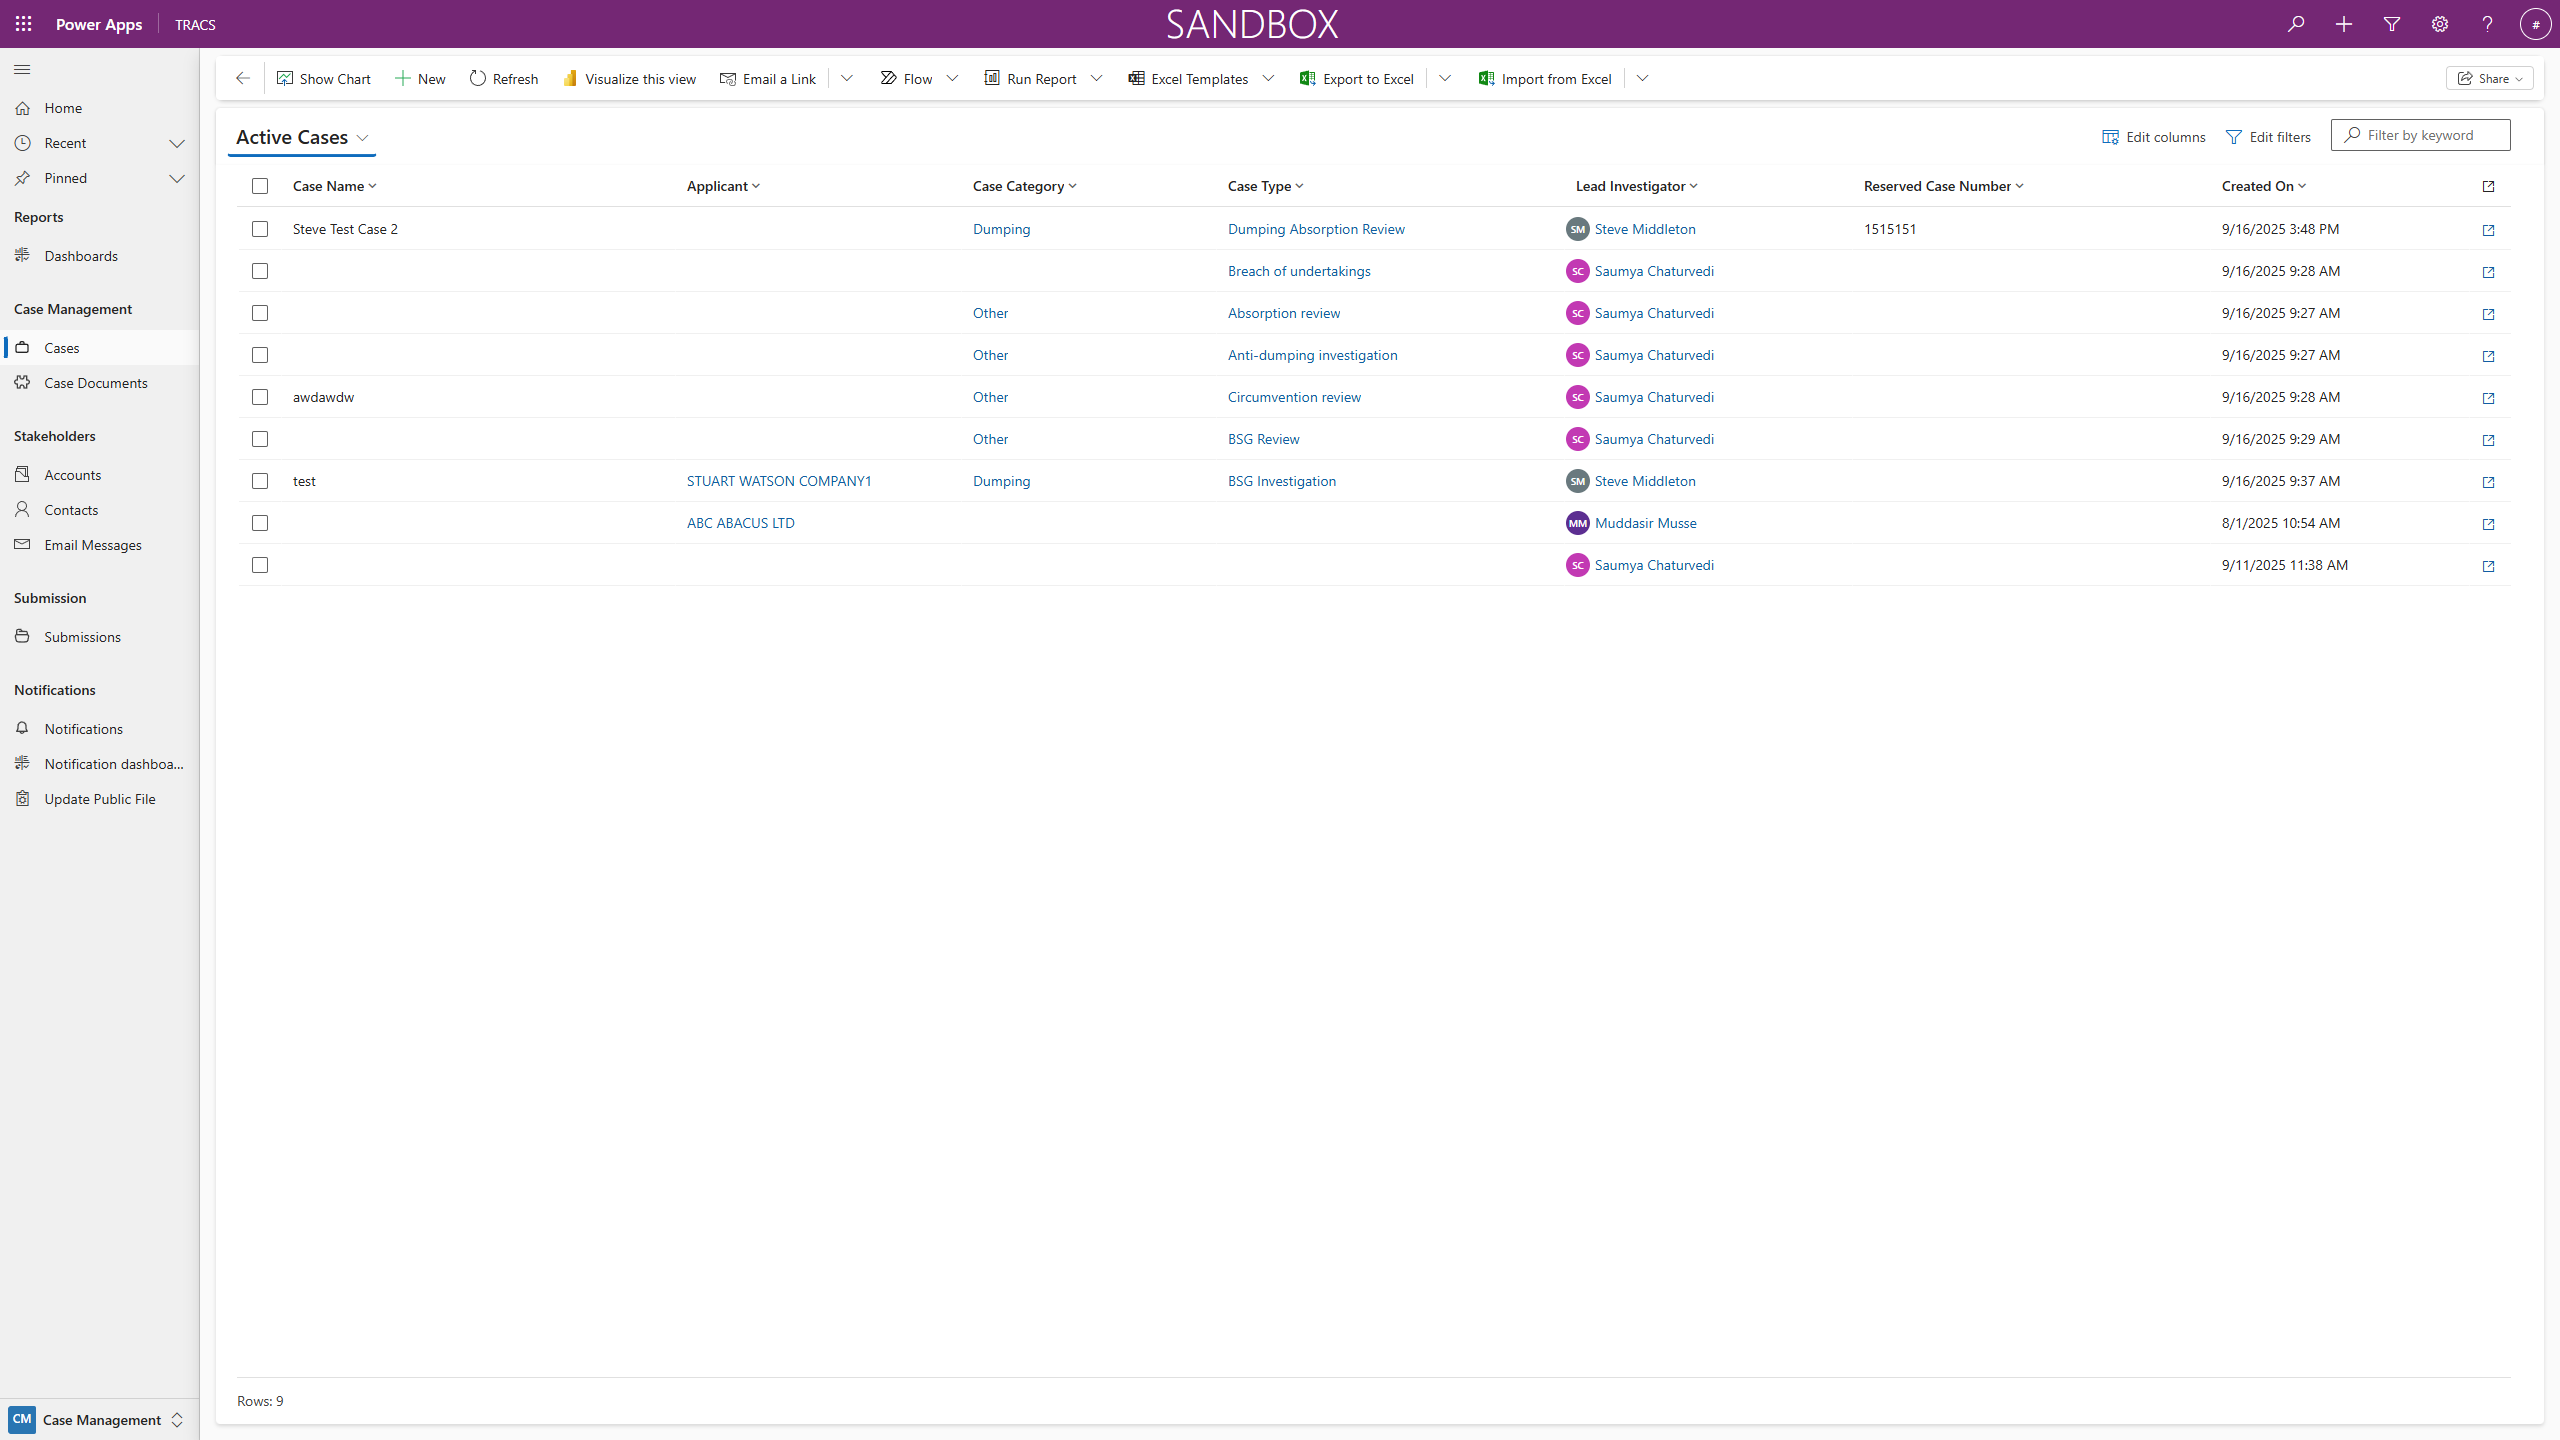 Power Apps TRACS SANDBOX #
Show Chart New Refresh Visualize this view Email a Link Flow Run Report Excel Templates Export to Excel Import from Excel Share
Home
Recent
Pinned
Reports
Dashboards
Case Management
Cases
Case Documents
Stakeholders
Accounts
Contacts
Email Messages
Submission
Submissions
Notifications
Notifications
Notification dashboa...
Update Public File
CM Case Management
Active Cases Edit columns Edit filters Filter by keyword
Case Name Applicant Case Category Case Type Lead Investigator Reserved Case Number Created On
Steve Test Case 2 Dumping Dumping Absorption Review SM Steve Middleton 1515151 9/16/2025 3:48 PM
Breach of undertakings SC Saumya Chaturvedi 9/16/2025 9:28 AM
Other Absorption review SC Saumya Chaturvedi 9/16/2025 9:27 AM
Other Anti-dumping investigation SC Saumya Chaturvedi 9/16/2025 9:27 AM
awdawdw Other Circumvention review SC Saumya Chaturvedi 9/16/2025 9:28 AM
Other BSG Review SC Saumya Chaturvedi 9/16/2025 9:29 AM
test STUART WATSON COMPANY1 Dumping BSG Investigation SM Steve Middleton 9/16/2025 9:37 AM
ABC ABACUS LTD MM Muddasir Musse 8/1/2025 10:54 AM
SC Saumya Chaturvedi 9/11/2025 11:38 AM
Rows: 9